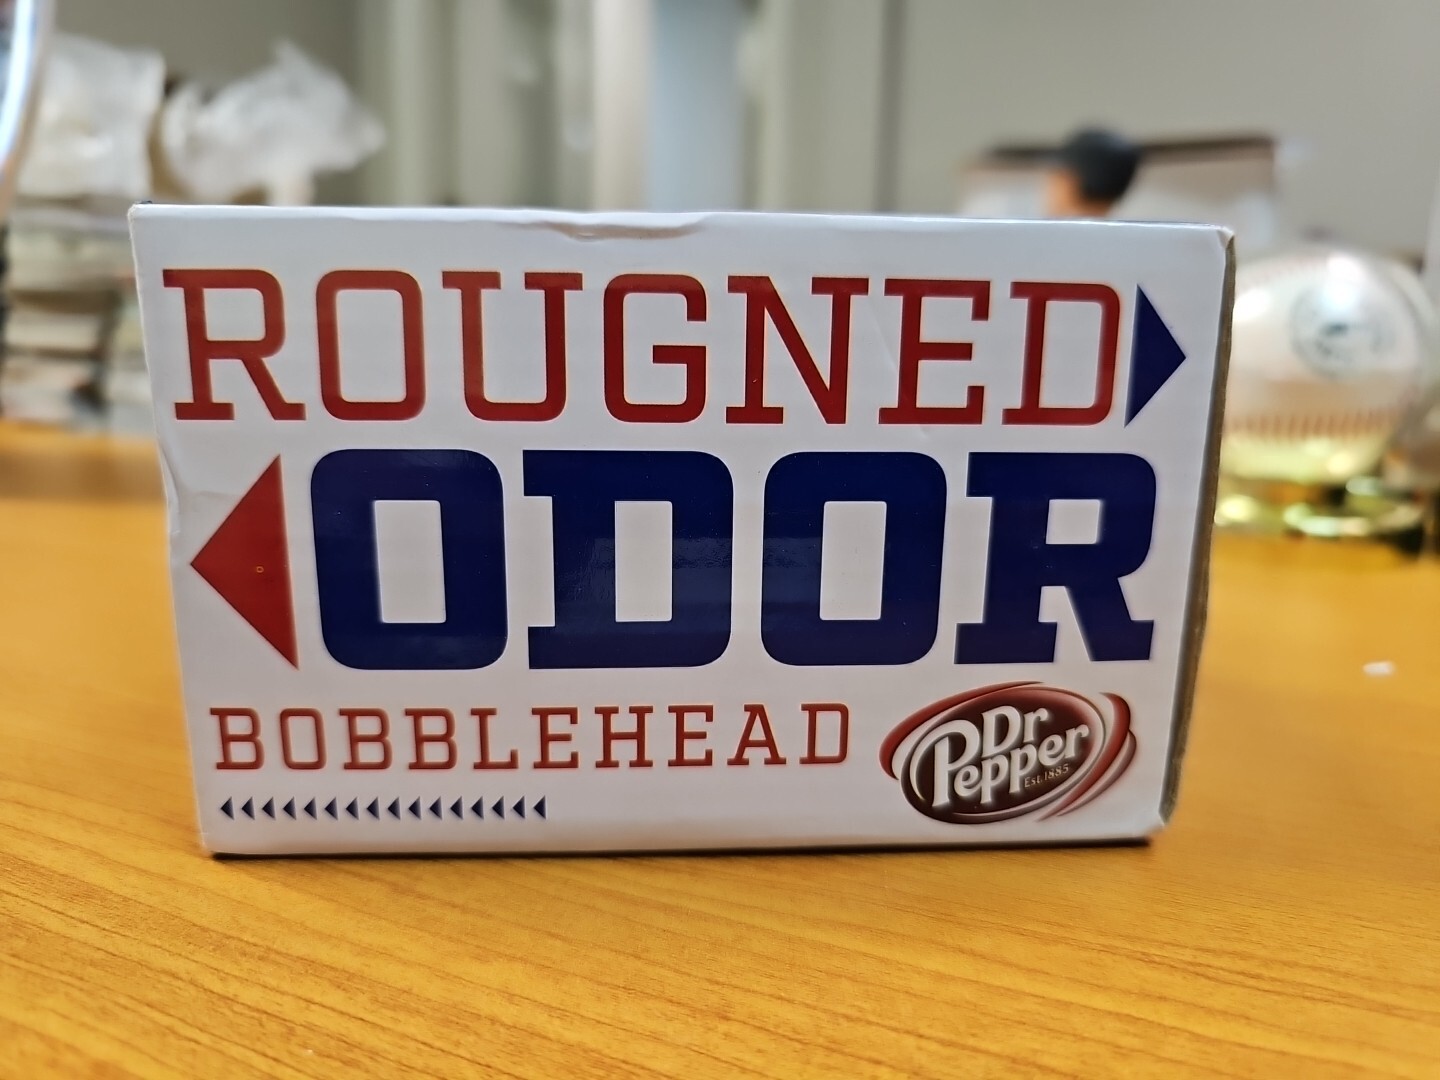 ROUGNED
ODOR
BOBBLEHEAD
Dr
Pepper
Est.1885